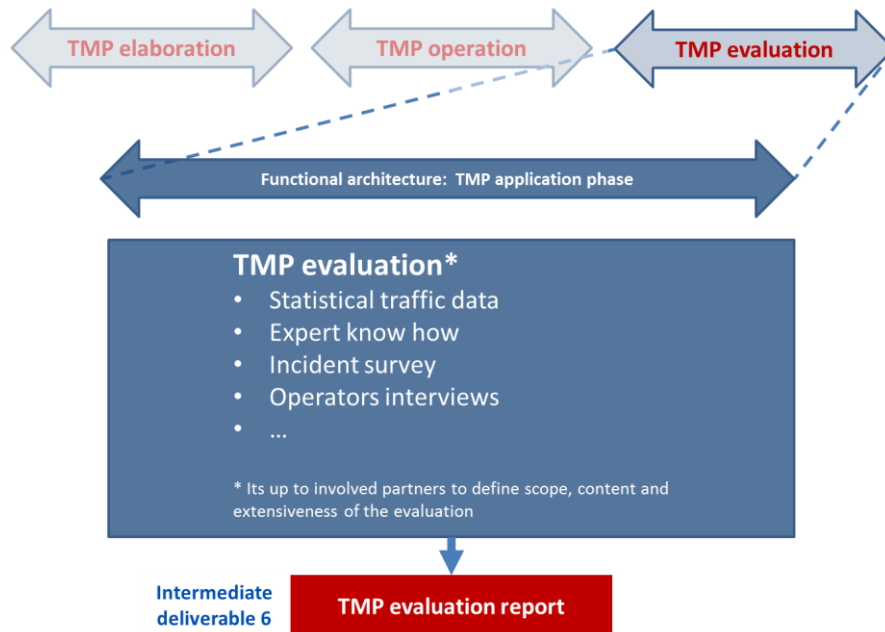 TMP elaboration
TMP operation
TMP evaluation
Functional architecture: TMP application phase
TMP evaluation*
• Statistical traffic data
• Expert know how
• Incident survey
• Operators interviews
• …
* Its up to involved partners to define scope, content and
extensiveness of the evaluation
Intermediate
deliverable 6
TMP evaluation report